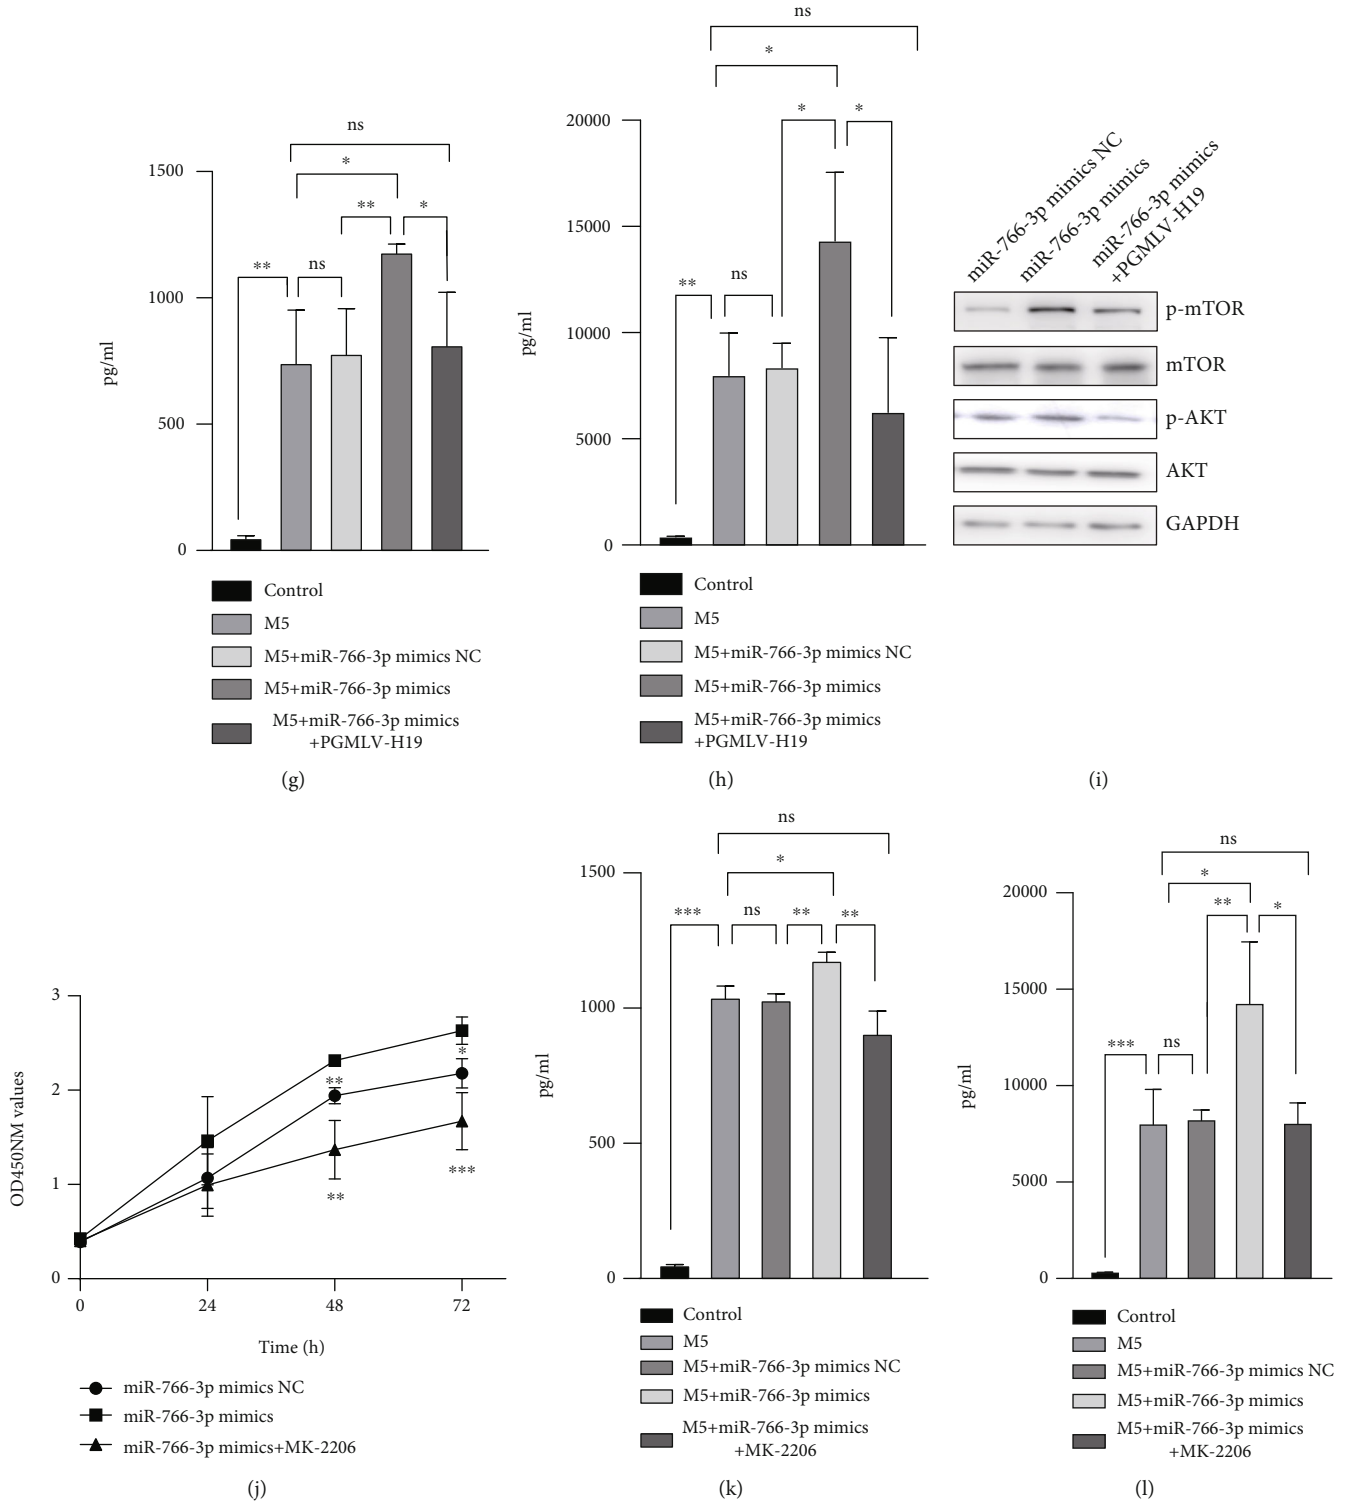 ns
*
** *
** ns
1500
1000
500
0
pg/ml
Control
M5
M5+miR-766-3p mimics NC
M5+miR-766-3p mimics
M5+miR-766-3p mimics
+PGMLV-H19
(g)
ns
*
* *
** ns
20000
15000
10000
5000
0
pg/ml
Control
M5
M5+miR-766-3p mimics NC
M5+miR-766-3p mimics
M5+miR-766-3p mimics
+PGMLV-H19
(h)
miR-766-3p mimics NC
miR-766-3p mimics
miR-766-3p mimics
+PGMLV-H19
p-mTOR
mTOR
p-AKT
AKT
GAPDH
(i)
3
2
1
0
OD450NM values
**
*
**
***
0 24 48 72
Time (h)
miR-766-3p mimics NC
miR-766-3p mimics
miR-766-3p mimics+MK-2206
(j)
ns
*
*** ns ** **
1500
1000
500
0
pg/ml
Control
M5
M5+miR-766-3p mimics NC
M5+miR-766-3p mimics
M5+miR-766-3p mimics
+MK-2206
(k)
ns
*
** *
*** ns
20000
15000
10000
5000
0
pg/ml
Control
M5
M5+miR-766-3p mimics NC
M5+miR-766-3p mimics
M5+miR-766-3p mimics
+MK-2206
(l)